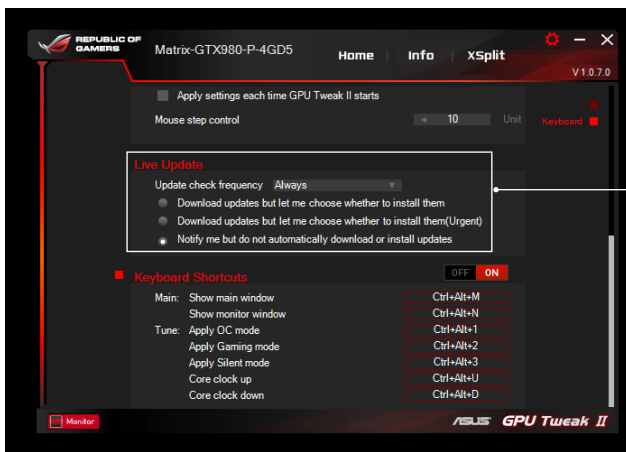 REPUBLIC OF
GAMERS
Matrix-GTX980-P-4GD5
Home
Info
XSplit
V 1.0.7.0
Apply settings each time GPU Tweak II starts
Mouse step control
10
Unit
Keyboard
Live Update
Update check frequency Always
Download updates but let me choose whether to install them
Download updates but let me choose whether to install them(Urgent)
Notify me but do not automatically download or install updates
Keyboard Shortcuts
OFF ON
Main: Show main window Ctrl+Alt+M
Show monitor window Ctrl+Alt+N
Tune: Apply OC mode Ctrl+Alt+1
Apply Gaming mode Ctrl+Alt+2
Apply Silent mode Ctrl+Alt+3
Core clock up Ctrl+Alt+U
Core clock down Ctrl+Alt+D
Monitor
ASUS GPU Tweak II